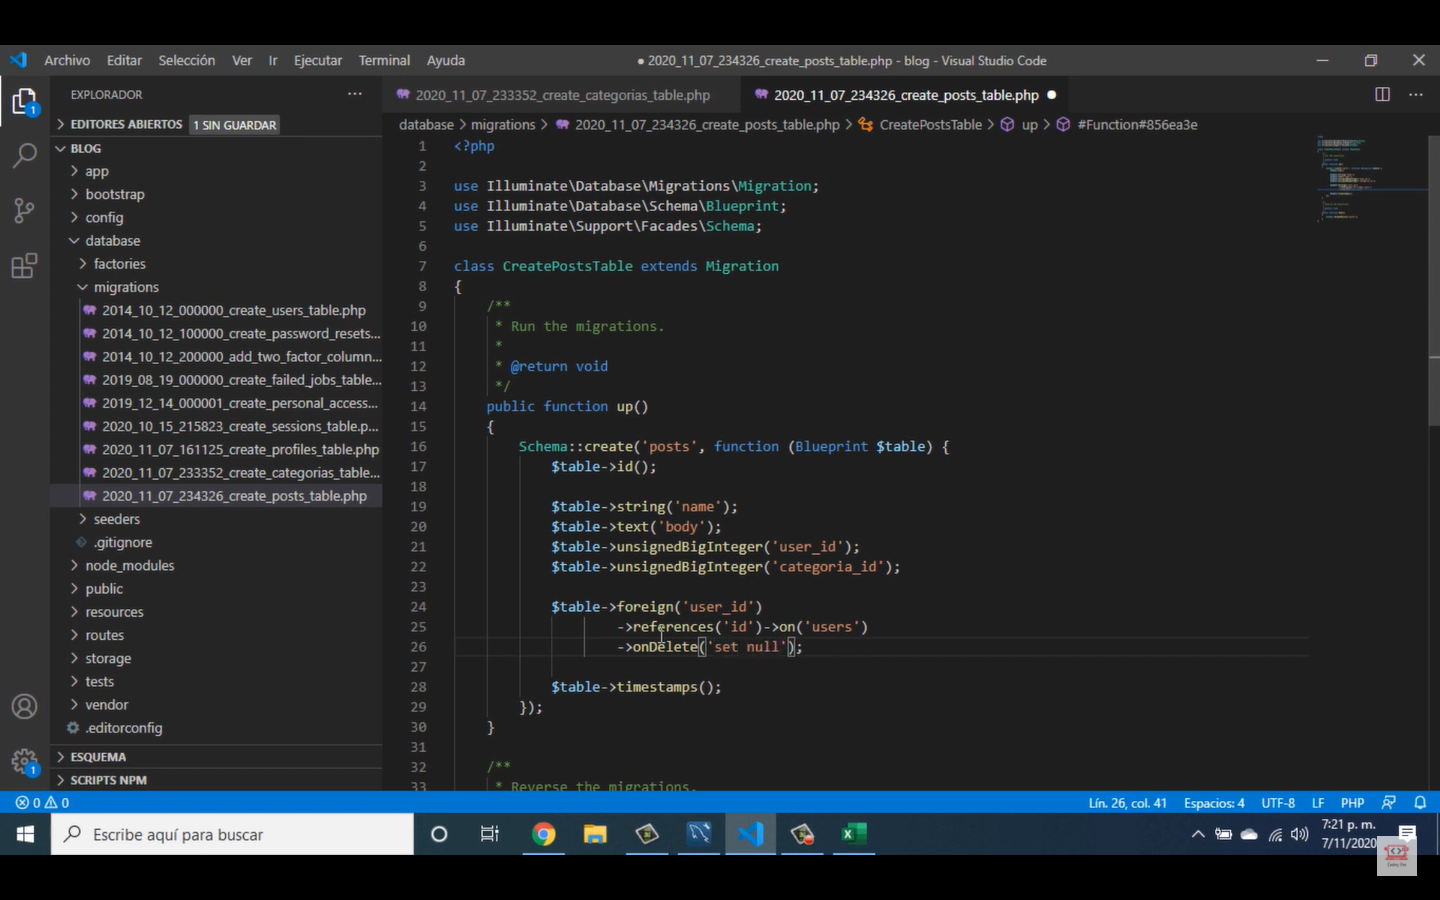 Archivo Editar Selección Ver Ir Ejecutar Terminal Ayuda
● 2020_11_07_234326_create_posts_table.php - blog - Visual Studio Code
EXPLORADOR ...
2020_11_07_233352_create_categorias_table.php
2020_11_07_234326_create_posts_table.php ●
database > migrations > 2020_11_07_234326_create_posts_table.php > CreatePostsTable > up > #Function#856ea3e
EDITORES ABIERTOS 1 SIN GUARDAR
BLOG
app
bootstrap
config
database
factories
migrations
2014_10_12_000000_create_users_table.php
2014_10_12_100000_create_password_resets...
2014_10_12_200000_add_two_factor_column...
2019_08_19_000000_create_failed_jobs_table...
2019_12_14_000001_create_personal_access...
2020_10_15_215823_create_sessions_table.p...
2020_11_07_161125_create_profiles_table.php
2020_11_07_233352_create_categorias_table...
2020_11_07_234326_create_posts_table.php
seeders
.gitignore
node_modules
public
resources
routes
storage
tests
vendor
.editorconfig
ESQUEMA
SCRIPTS NPM
1 <?php
2
3 use Illuminate\Database\Migrations\Migration;
4 use Illuminate\Database\Schema\Blueprint;
5 use Illuminate\Support\Facades\Schema;
6
7 class CreatePostsTable extends Migration
8 {
9 /**
10 * Run the migrations.
11 *
12 * @return void
13 */
14 public function up()
15 {
16 Schema::create('posts', function (Blueprint $table) {
17 $table->id();
18
19 $table->string('name');
20 $table->text('body');
21 $table->unsignedBigInteger('user_id');
22 $table->unsignedBigInteger('categoria_id');
23
24 $table->foreign('user_id')
25 ->references('id')->on('users')
26 ->onDelete('set null');
27
28 $table->timestamps();
29 });
30 }
31
32 /**
33 * Reverse the migrations.
0 0
Lín. 26, col. 41 Espacios: 4 UTF-8 LF PHP
Escribe aquí para buscar
7:21 p. m.
7/11/2020